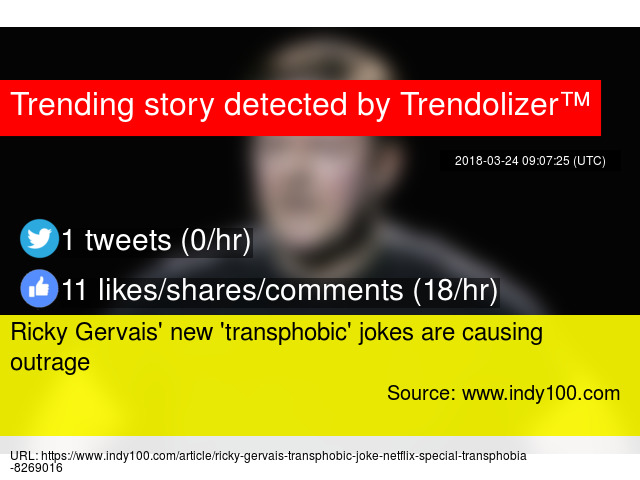 Trending story detected by Trendolizer™
2018-03-24 09:07:25 (UTC)
1 tweets (0/hr)
11 likes/shares/comments (18/hr)
Ricky Gervais' new 'transphobic' jokes are causing
outrage
Source: www.indy100.com
URL: https://www.indy100.com/article/ricky-gervais-transphobic-joke-netflix-special-transphobia
-8269016